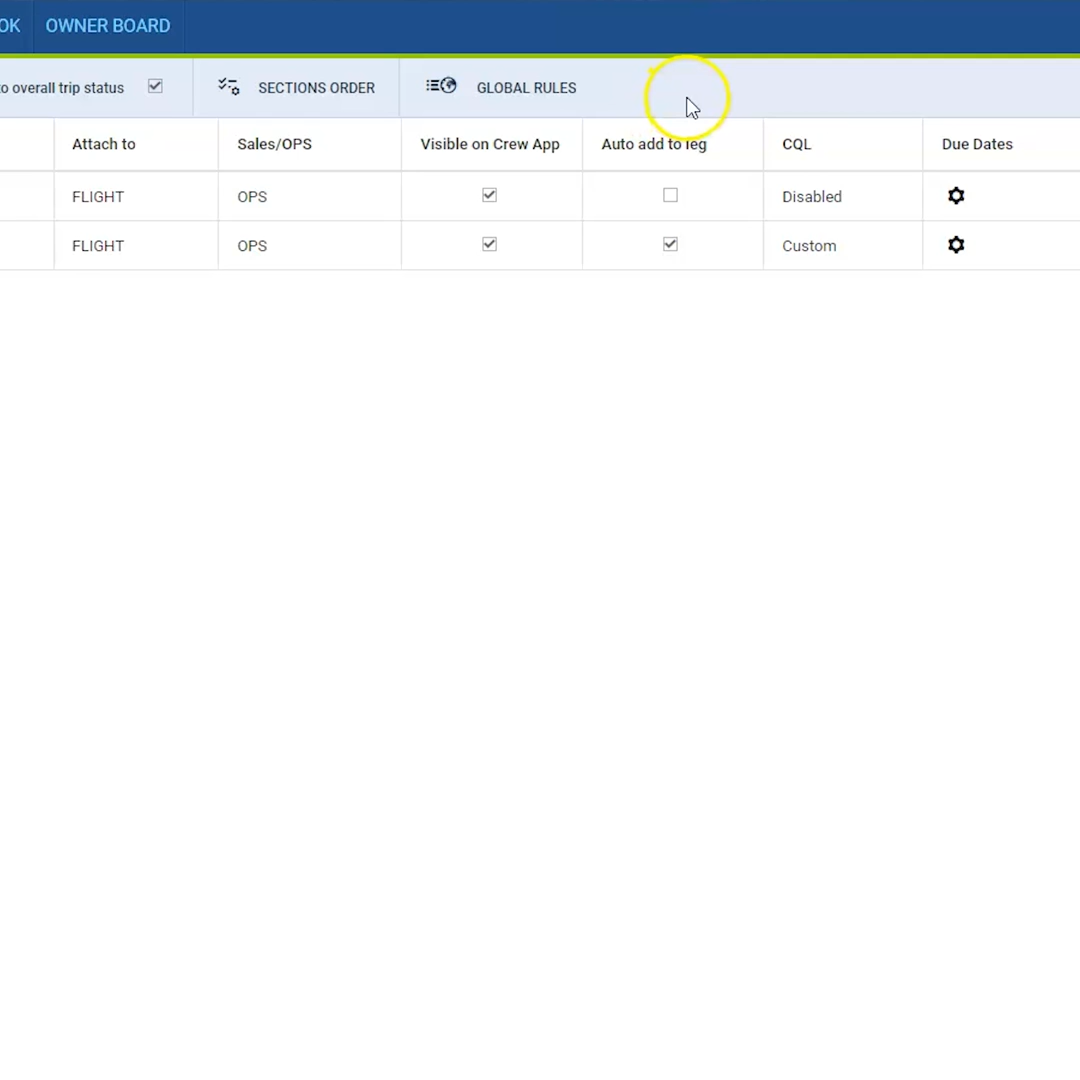 OK OWNER BOARD
to overall trip status SECTIONS ORDER GLOBAL RULES
Attach to Sales/OPS Visible on Crew App Auto add to leg CQL Due Dates
FLIGHT OPS Disabled
FLIGHT OPS Custom